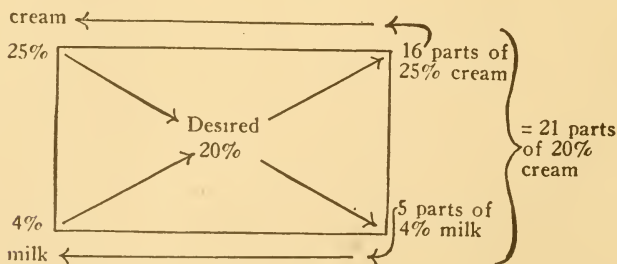 cream
25%
16 parts of
25% cream
Desired
20%
= 21 parts
of 20%
cream
4%
5 parts of
4% milk
milk